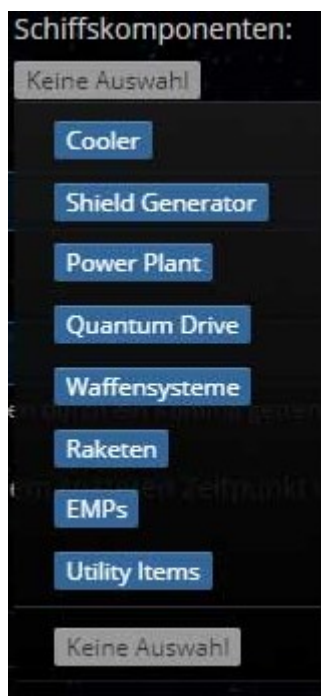 Schiffskomponenten:
Keine Auswahl
Cooler
Shield Generator
Power Plant
Quantum Drive
Waffensysteme
Raketen
EMPs
Utility Items
Keine Auswahl